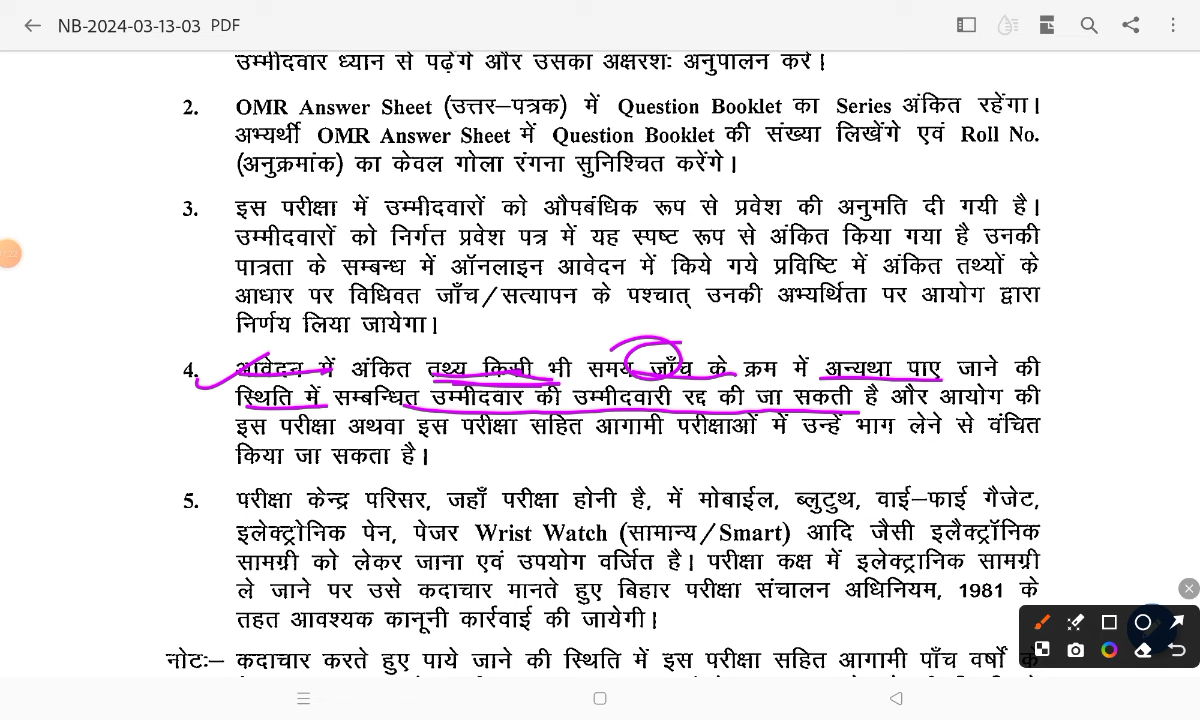 NB-2024-03-13-03 PDF
उम्मीदवार ध्यान से पढ़ेंगे और उसका अक्षरशः अनुपालन करें।
2. OMR Answer Sheet (उत्तर–पत्रक) में Question Booklet का Series अंकित रहेंगा।
अभ्यर्थी OMR Answer Sheet में Question Booklet की संख्या लिखेंगे एवं Roll No.
(अनुक्रमांक) का केवल गोला रंगना सुनिश्चित करेंगे।
3. इस परीक्षा में उम्मीदवारों को औपबंधिक रूप से प्रवेश की अनुमति दी गयी है।
उम्मीदवारों को निर्गत प्रवेश पत्र में यह स्पष्ट रूप से अंकित किया गया है उनकी
पात्रता के सम्बन्ध में ऑनलाइन आवेदन में किये गये प्रविष्टि में अंकित तथ्यों के
आधार पर विधिवत जाँच/सत्यापन के पश्चात् उनकी अभ्यर्थिता पर आयोग द्वारा
निर्णय लिया जायेगा।
4. आवेदन में अंकित तथ्य किसी भी समय जाँच के क्रम में अन्यथा पाए जाने की
स्थिति में सम्बन्धित उम्मीदवार की उम्मीदवारी रद्द की जा सकती है और आयोग की
इस परीक्षा अथवा इस परीक्षा सहित आगामी परीक्षाओं में उन्हें भाग लेने से वंचित
किया जा सकता है।
5. परीक्षा केन्द्र परिसर, जहाँ परीक्षा होनी है, में मोबाईल, ब्लुटुथ, वाई–फाई गैजेट,
इलेक्ट्रोनिक पेन, पेजर Wrist Watch (सामान्य/Smart) आदि जैसी इलैक्ट्रॉनिक
सामग्री को लेकर जाना एवं उपयोग वर्जित है। परीक्षा कक्ष में इलेक्ट्रानिक सामग्री
ले जाने पर उसे कदाचार मानते हुए बिहार परीक्षा संचालन अधिनियम, 1981 के
तहत आवश्यक कानूनी कार्रवाई की जायेगी।
नोटः– कदाचार करते हुए पाये जाने की स्थिति में इस परीक्षा सहित आगामी पाँच वर्षों के